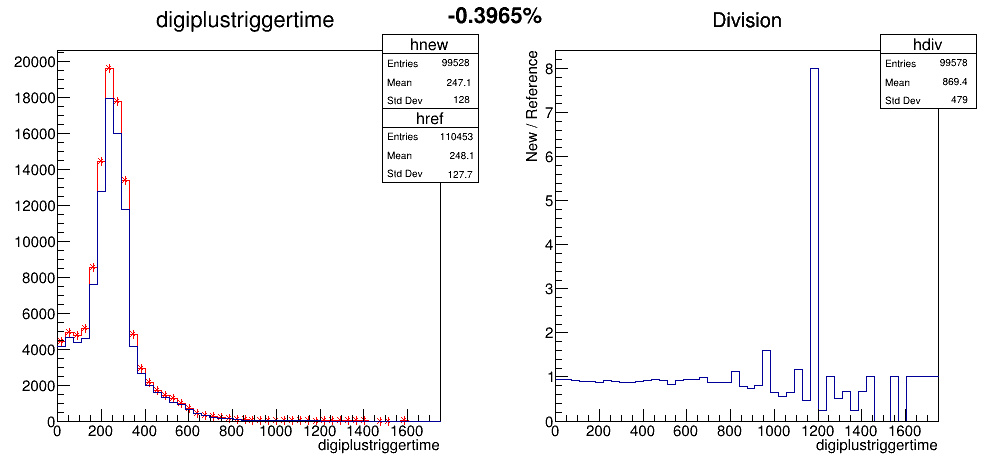 digiplustriggertime
-0.3965%
Division
hnew
Entries 99528
Mean 247.1
Std Dev 128
href
Entries 110453
Mean 248.1
Std Dev 127.7
20000
18000
16000
14000
12000
10000
8000
6000
4000
2000
0
0 200 400 600 800 1000 1200 1400 1600
digiplustriggertime
hdiv
Entries 99578
Mean 869.4
Std Dev 479
New / Reference
8
7
6
5
4
3
2
1
0
0 200 400 600 800 1000 1200 1400 1600
digiplustriggertime